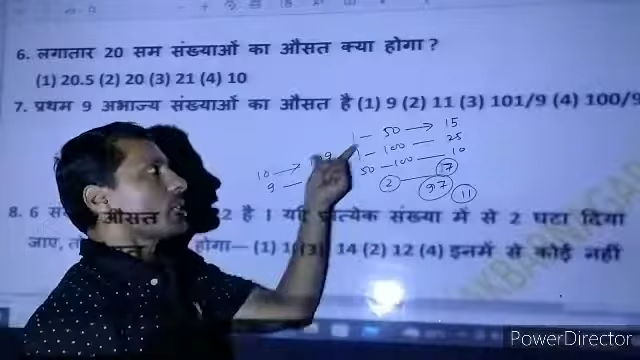 6. लगातार 20 सम संख्याओं का औसत क्या होगा ?
(1) 20.5 (2) 20 (3) 21 (4) 10
7. प्रथम 9 अभाज्य संख्याओं का औसत है (1) 9 (2) 11 (3) 101/9 (4) 100/9
1 – 50 → 15
1 – 100 – 25
50 – 100 – 10
10 →
9 –
2 97 17
11
8. 6 औसत 2 है । यदि प्रत्येक संख्या में से 2 घटा दिया
जाए, होगा— (1) 1 (3) 14 (2) 12 (4) इनमें से कोई नहीं
PowerDirector